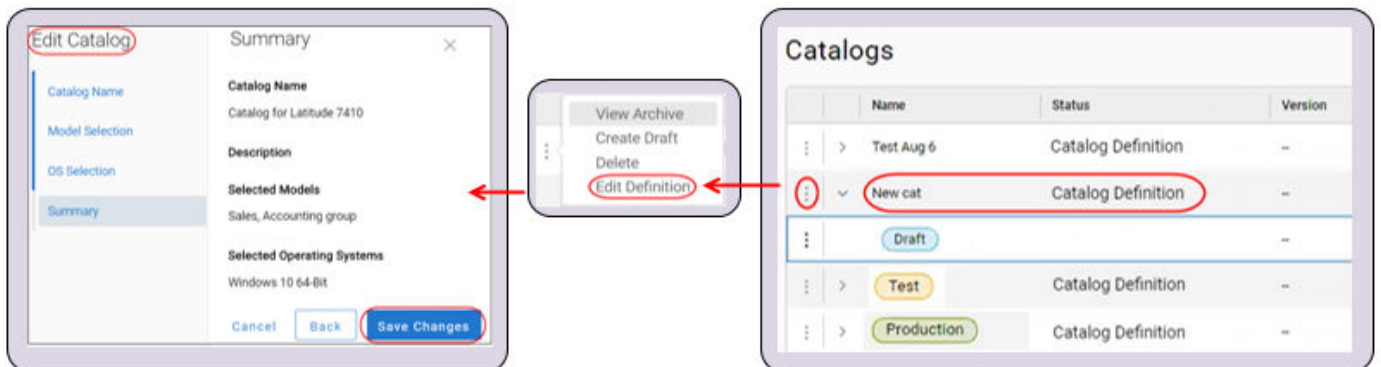 Edit Catalog
Catalog Name
Model Selection
OS Selection
Summary
Summary
Catalog Name
Catalog for Latitude 7410
Description
Selected Models
Sales, Accounting group
Selected Operating Systems
Windows 10 64-Bit
Cancel Back Save Changes
View Archive
Create Draft
Delete
Edit Definition
Catalogs
Name Status Version
Test Aug 6 Catalog Definition --
New cat Catalog Definition --
Draft --
Test Catalog Definition --
Production Catalog Definition --